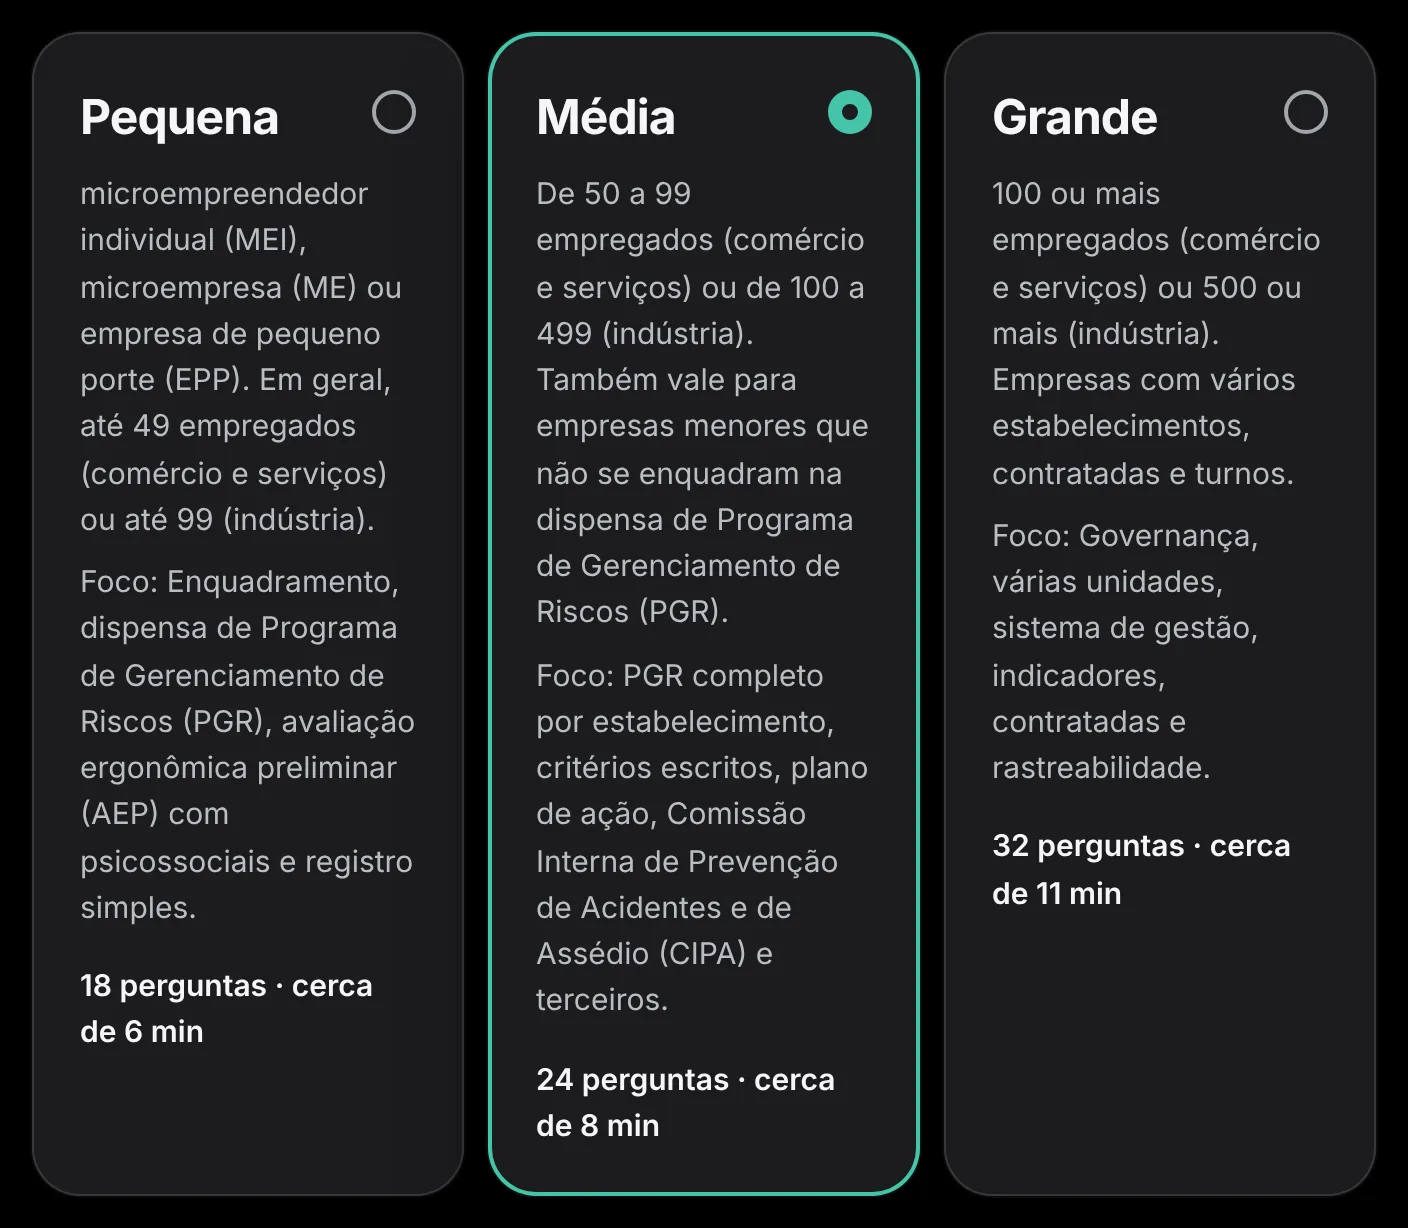 Pequena
microempreendedor
individual (MEI),
microempresa (ME) ou
empresa de pequeno
porte (EPP). Em geral,
até 49 empregados
(comércio e serviços)
ou até 99 (indústria).
Foco: Enquadramento,
dispensa de Programa
de Gerenciamento de
Riscos (PGR), avaliação
ergonômica preliminar
(AEP) com
psicossociais e registro
simples.
18 perguntas · cerca
de 6 min
Média
De 50 a 99
empregados (comércio
e serviços) ou de 100 a
499 (indústria).
Também vale para
empresas menores que
não se enquadram na
dispensa de Programa
de Gerenciamento de
Riscos (PGR).
Foco: PGR completo
por estabelecimento,
critérios escritos, plano
de ação, Comissão
Interna de Prevenção
de Acidentes e de
Assédio (CIPA) e
terceiros.
24 perguntas · cerca
de 8 min
Grande
100 ou mais
empregados (comércio
e serviços) ou 500 ou
mais (indústria).
Empresas com vários
estabelecimentos,
contratadas e turnos.
Foco: Governança,
várias unidades,
sistema de gestão,
indicadores,
contratadas e
rastreabilidade.
32 perguntas · cerca
de 11 min